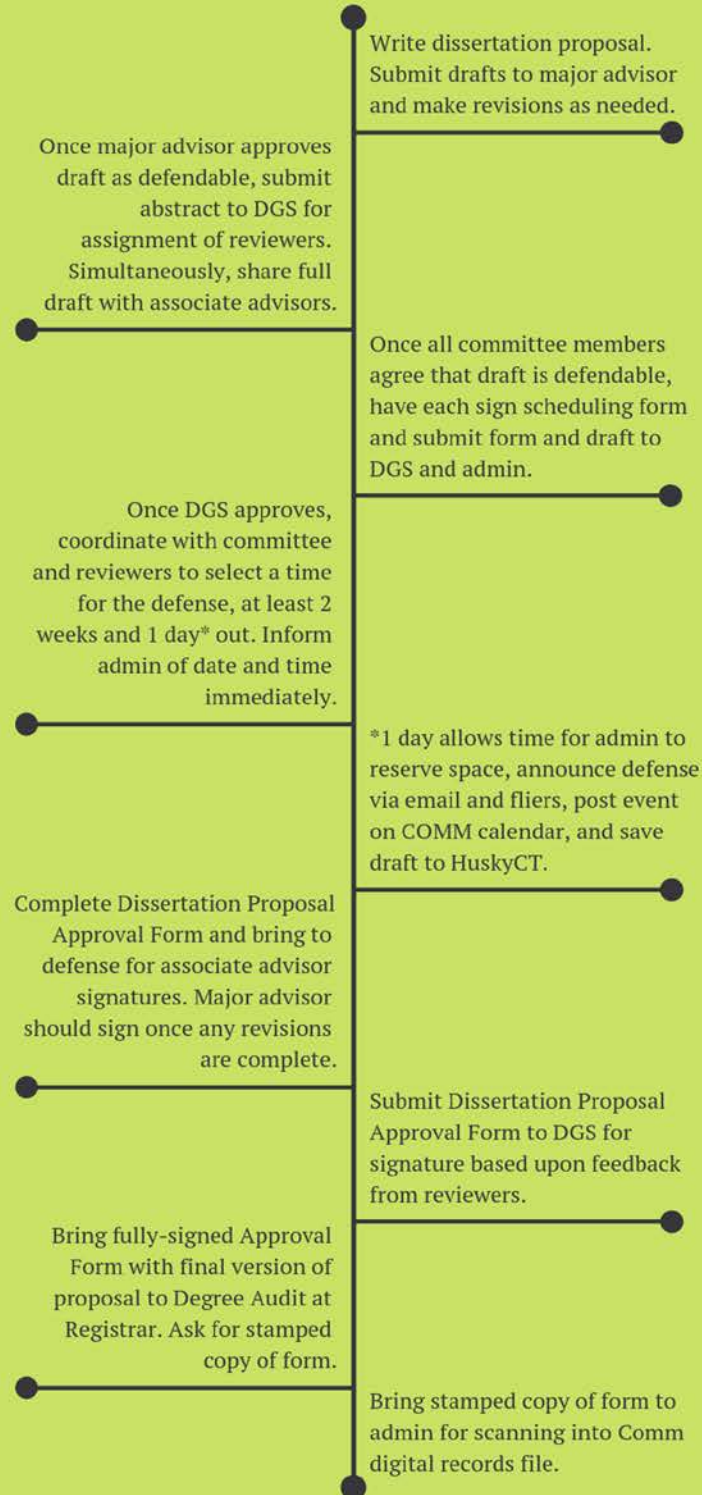 Write dissertation proposal.
Submit drafts to major advisor
and make revisions as needed.
Once major advisor approves
draft as defendable, submit
abstract to DGS for
assignment of reviewers.
Simultaneously, share full
draft with associate advisors.
Once all committee members
agree that draft is defendable,
have each sign scheduling form
and submit form and draft to
DGS and admin.
Once DGS approves,
coordinate with committee
and reviewers to select a time
for the defense, at least 2
weeks and 1 day* out. Inform
admin of date and time
immediately.
*1 day allows time for admin to
reserve space, announce defense
via email and fliers, post event
on COMM calendar, and save
draft to HuskyCT.
Complete Dissertation Proposal
Approval Form and bring to
defense for associate advisor
signatures. Major advisor
should sign once any revisions
are complete.
Submit Dissertation Proposal
Approval Form to DGS for
signature based upon feedback
from reviewers.
Bring fully-signed Approval
Form with final version of
proposal to Degree Audit at
Registrar. Ask for stamped
copy of form.
Bring stamped copy of form to
admin for scanning into Comm
digital records file.